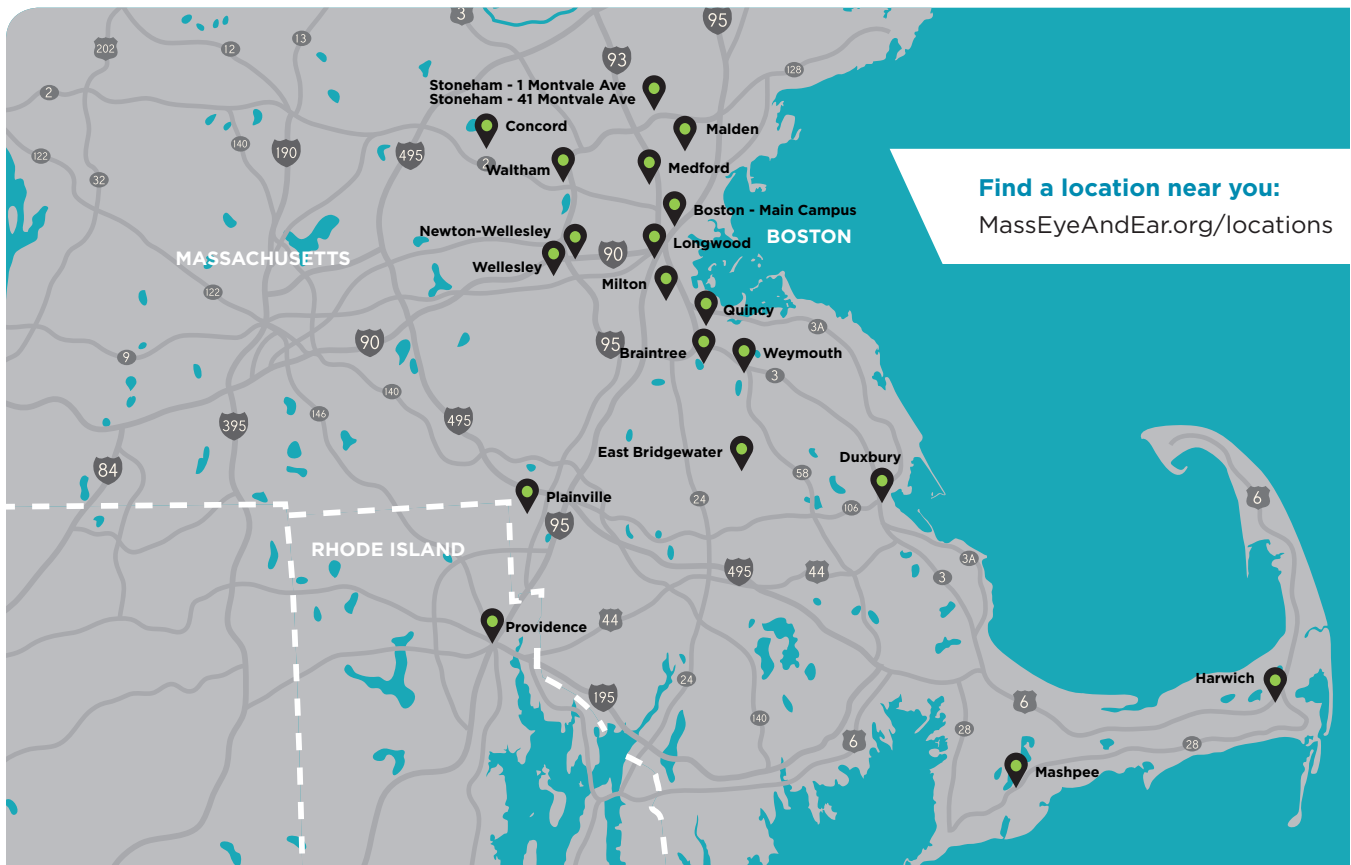 3
95
202
13
12
93
128
Stoneham - 1 Montvale Ave
Stoneham - 41 Montvale Ave
2
Concord
Malden
140
190
495
2
122
Waltham
Medford
32
Find a location near you:
MassEyeAndEar.org/locations
Boston - Main Campus
Newton-Wellesley
Longwood
BOSTON
90
MASSACHUSETTS
Wellesley
Milton
122
Quincy
3A
90
95
9
Braintree
Weymouth
3
140
146
495
395
East Bridgewater
Duxbury
84
58
Plainville
24
106
6
95
RHODE ISLAND
3A
495
44
3
44
Providence
Harwich
24
195
6
140
28
6
28
Mashpee